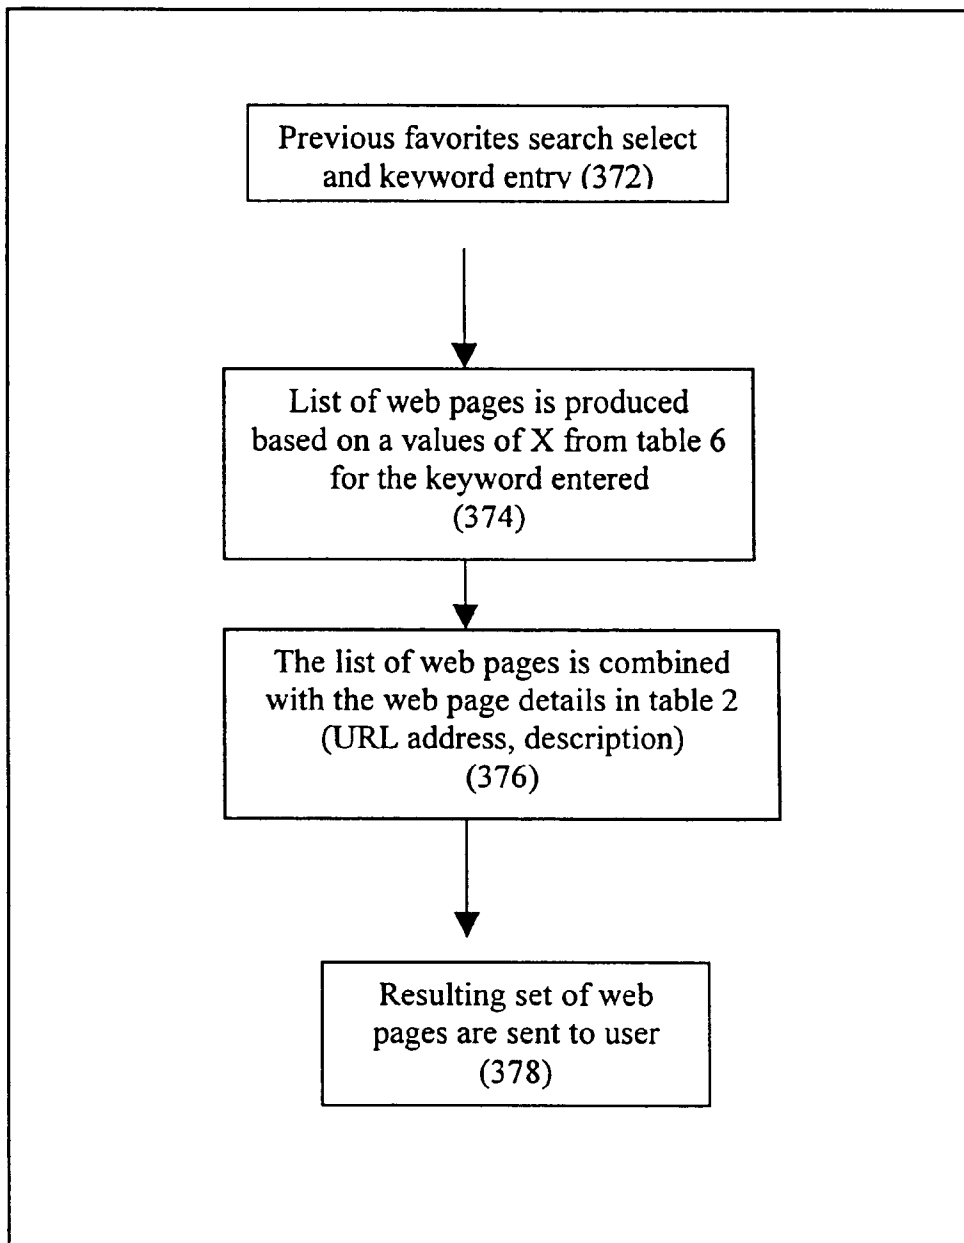 Previous favorites search select
and keyword entry (372)
List of web pages is produced
based on a values of X from table 6
for the keyword entered
(374)
The list of web pages is combined
with the web page details in table 2
(URL address, description)
(376)
Resulting set of web
pages are sent to user
(378)